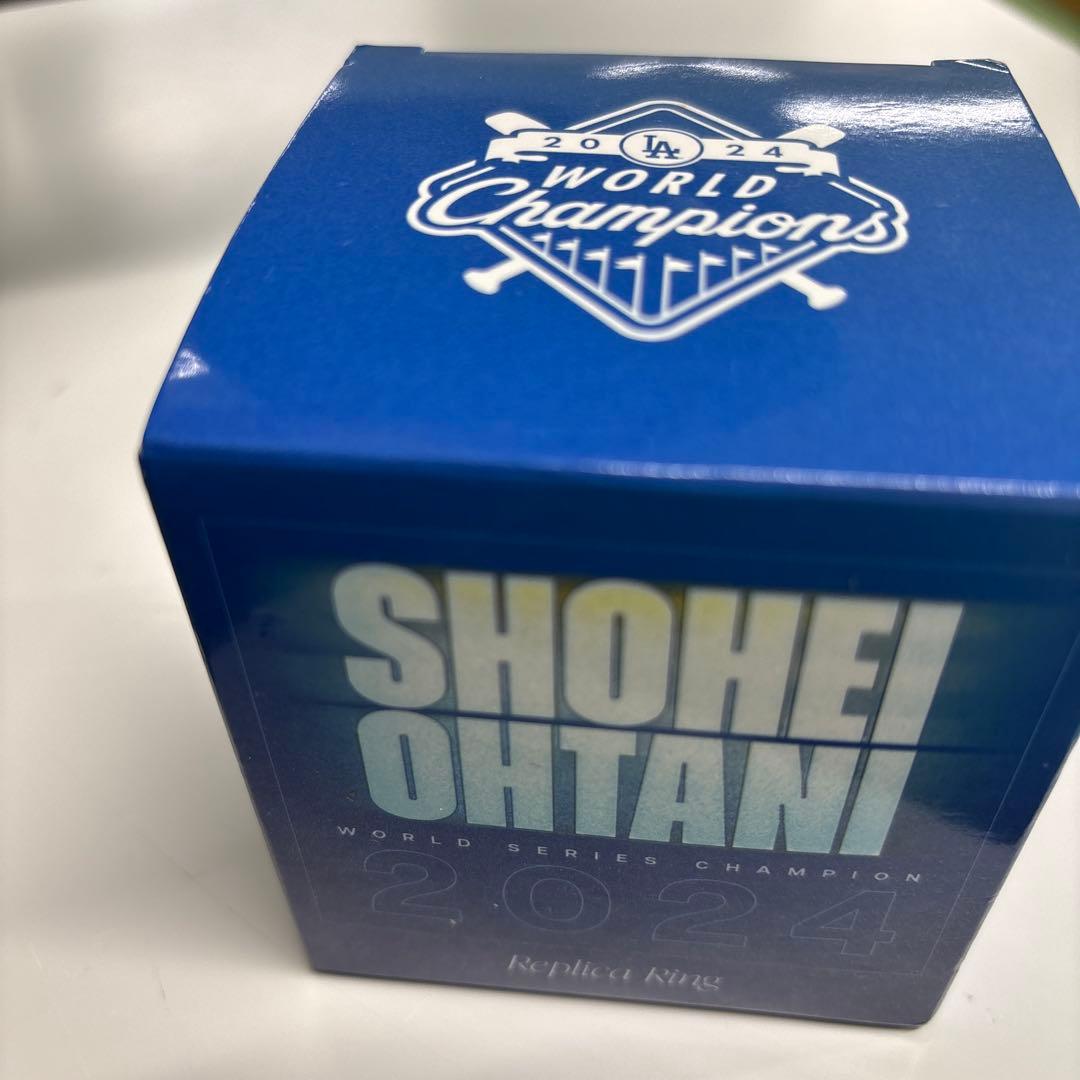 20 LA 24
WORLD
Champions
SHOHEI
OHTANI
WORLD SERIES CHAMPION
2024
Replica Ring